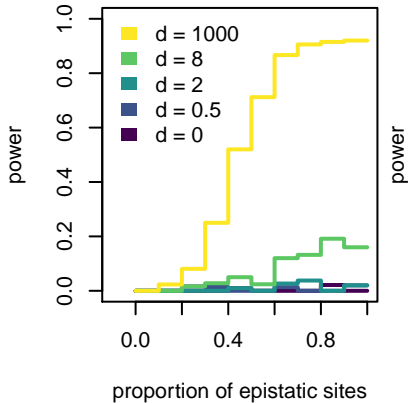 1.0
0.8
0.6
0.4
0.2
0.0
power
d = 1000
d = 8
d = 2
d = 0.5
d = 0
power
0.0
0.4
0.8
proportion of epistatic sites